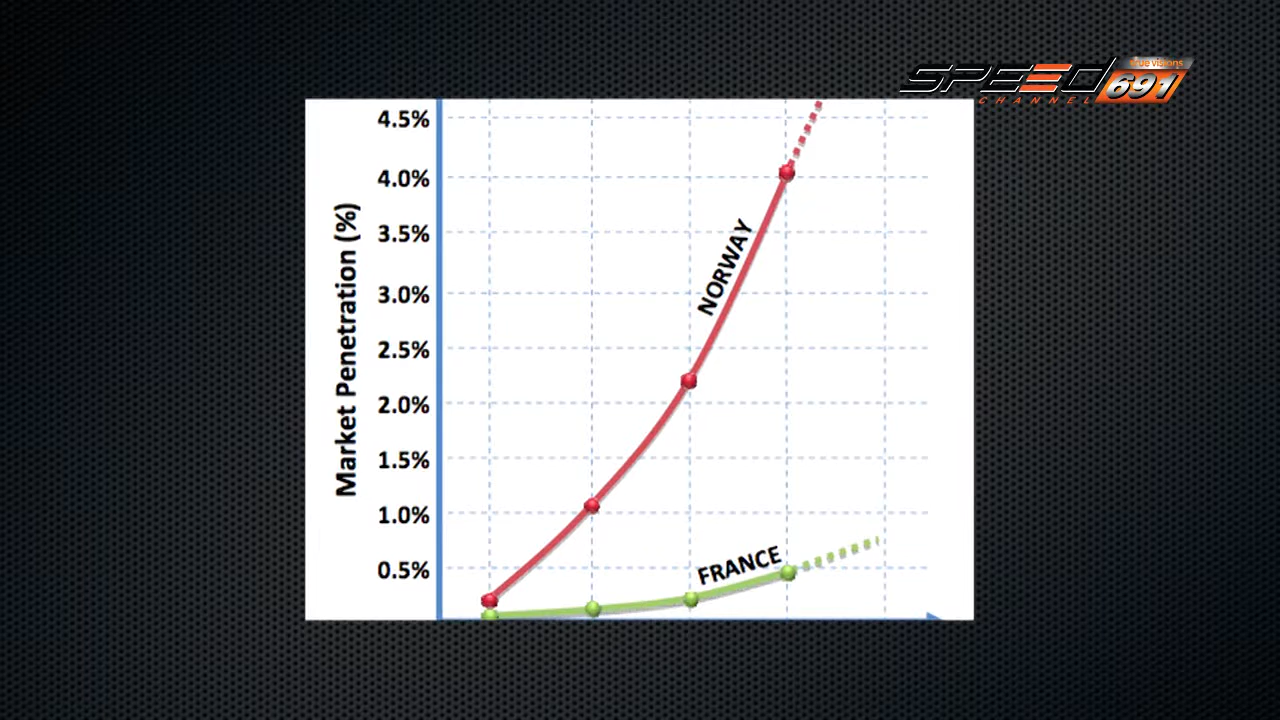 SPEED
true visions
CHANNEL
691
Market Penetration (%)
4.5%
4.0%
3.5%
3.0%
2.5%
2.0%
1.5%
1.0%
0.5%
NORWAY
FRANCE